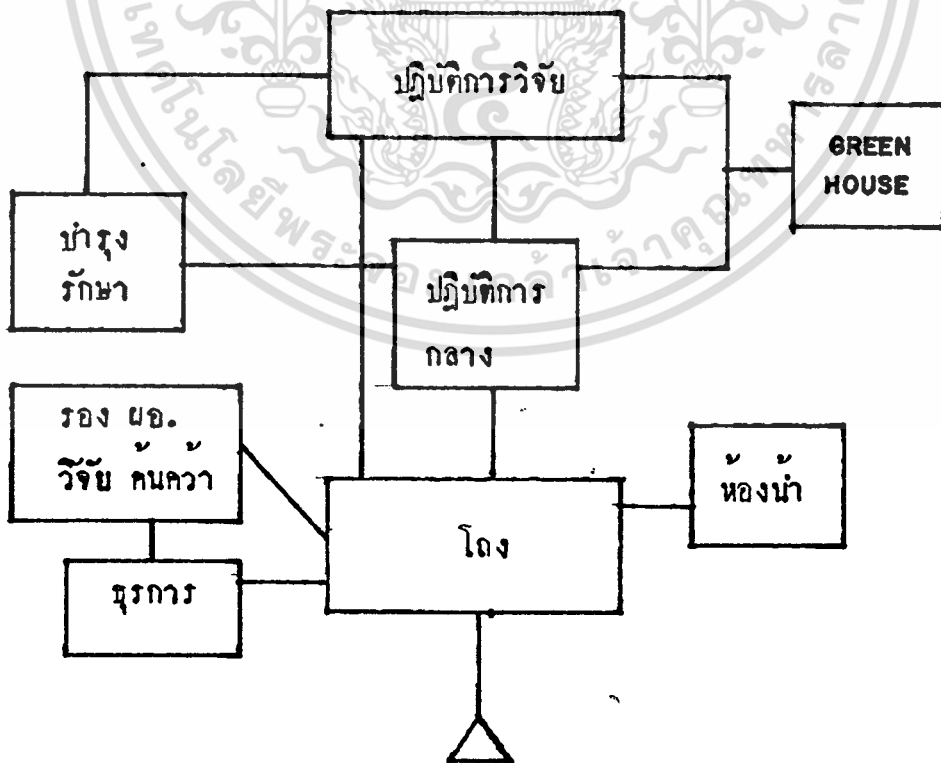 ปฏิบัติการวิจัย
GREEN
HOUSE
บำรุง
รักษา
ปฏิบัติการ
กลาง
รอง ผอ.
วิจัย ค้นคว้า
ห้องน้ำ
โถง
ธุรการ